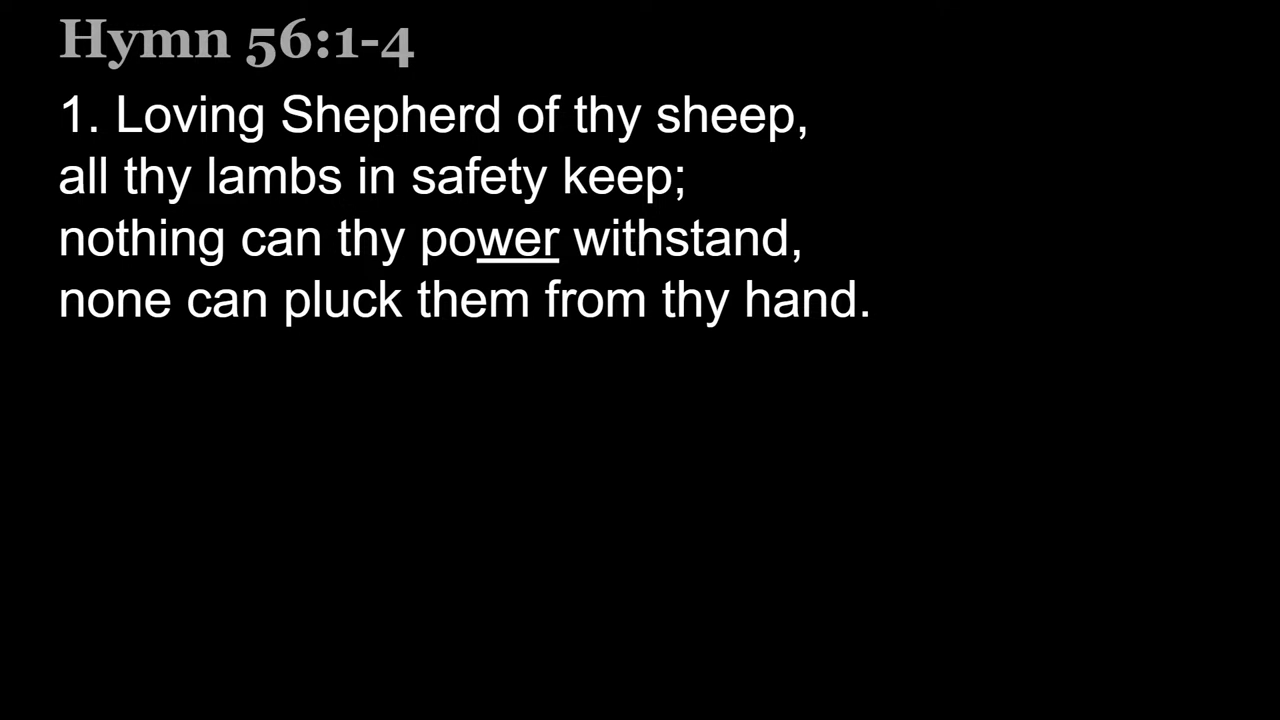 Hymn 56:1-4
1. Loving Shepherd of thy sheep,
all thy lambs in safety keep;
nothing can thy power withstand,
none can pluck them from thy hand.